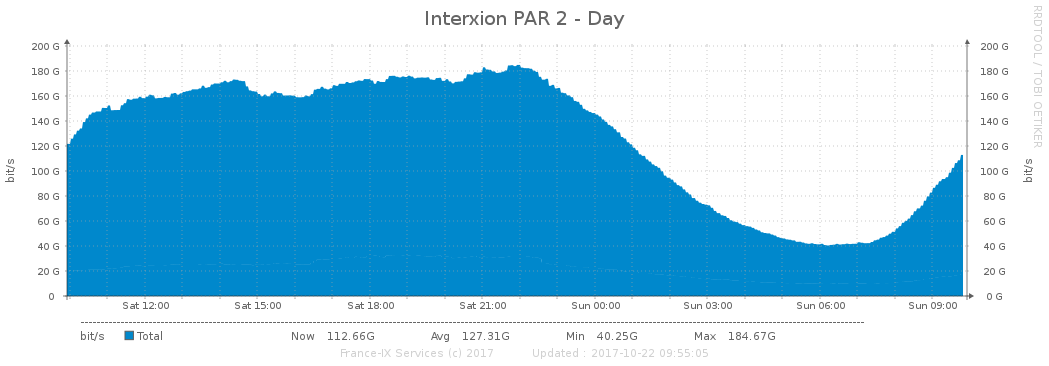 Interxion PAR 2 - Day
RRDTOOL / TOBI OETIKER
bit/s
200 G 200 G
180 G 180 G
160 G 160 G
140 G 140 G
120 G 120 G
100 G 100 G
80 G 80 G
60 G 60 G
40 G 40 G
20 G 20 G
0 0 G
bit/s
Sat 12:00 Sat 15:00 Sat 18:00 Sat 21:00 Sun 00:00 Sun 03:00 Sun 06:00 Sun 09:00
bit/s Total Now 112.66G Avg 127.31G Min 40.25G Max 184.67G
France-IX Services (c) 2017 Updated : 2017-10-22 09:55:05